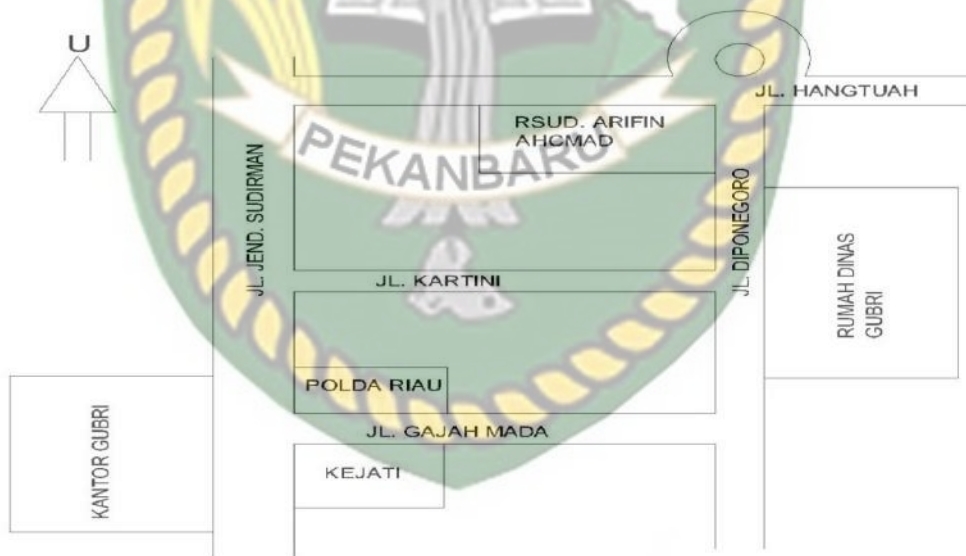 U
JL. HANGTUAH
RSUD. ARIFIN
AHCMAD
PEKANBARU
JL. JEND. SUDIRMAN
JL. DIPONEGORO
JL. KARTINI
RUMAH DINAS
GUBRI
POLDA RIAU
JL. GAJAH MADA
KANTOR GUBRI
KEJATI